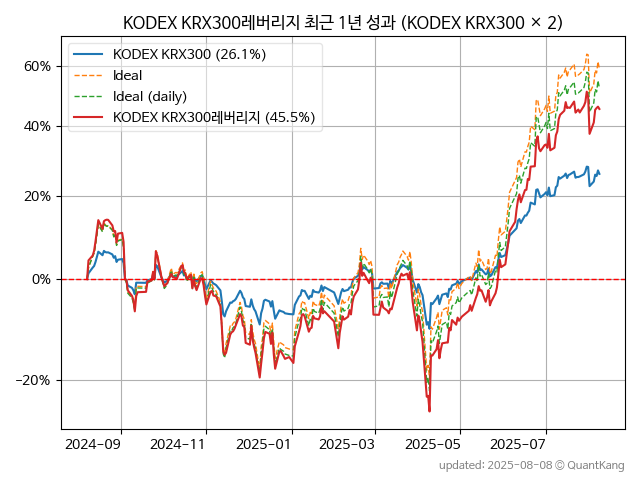 KODEX KRX300레버리지 최근 1년 성과 (KODEX KRX300 × 2)
KODEX KRX300 (26.1%)
Ideal
Ideal (daily)
KODEX KRX300레버리지 (45.5%)
60%
40%
20%
0%
−20%
2024-09
2024-11
2025-01
2025-03
2025-05
2025-07
updated: 2025-08-08 © QuantKang